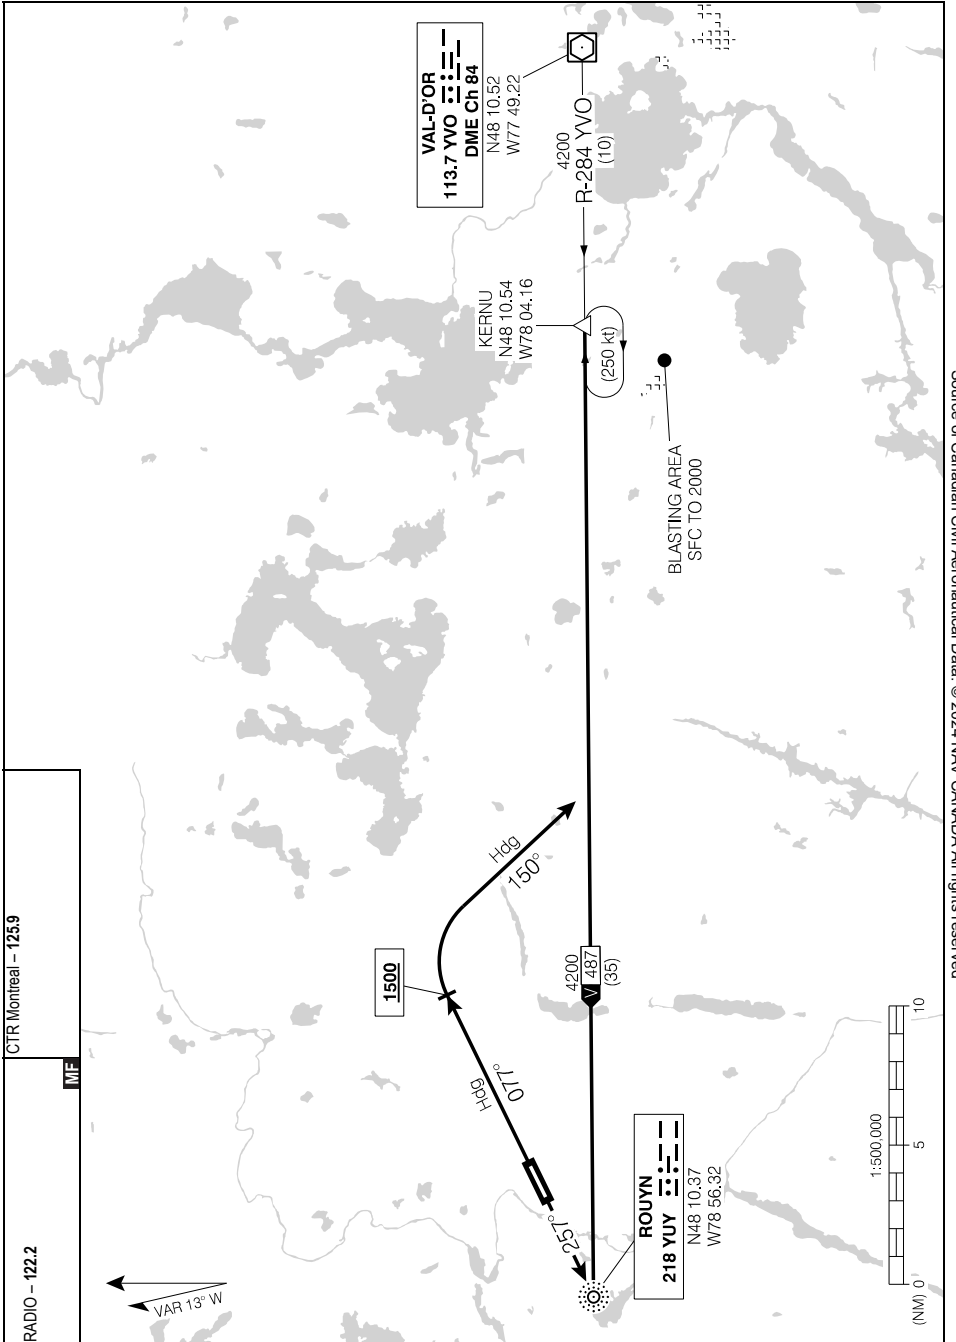 RADIO – 122.2
MF
CTR Montreal – 125.9
VAR 13° W
VAL-D'OR
113.7 YVO
DME Ch 84
N48 10.52
W77 49.22
4200
R-284 YVO
(10)
KERNU
N48 10.54
W78 04.16
(250 kt)
BLASTING AREA
SFC TO 2000
Hdg
150°
1500
Hdg
077°
257°
4200
V 487
(35)
ROUYN
218 YUY
N48 10.37
W78 56.32
1:500,000
(NM) 0 5 10
Source of Canadian Civil Aeronautical Data: © 2024 NAV CANADA All rights reserved